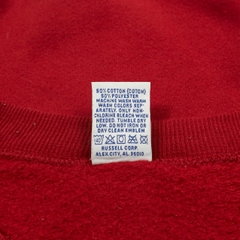 50% COTTON (COTON)
50% POLYESTER
MACHINE WASH WARM
WASH COLORS SEP-
ARATELY. ONLY NON-
CHLORINE BLEACH WHEN
NEEDED. TUMBLE DRY
LOW. DO NOT IRON OR
DRY CLEAN EMBLEM
RUSSELL CORP.
ALEX CITY, AL 35010